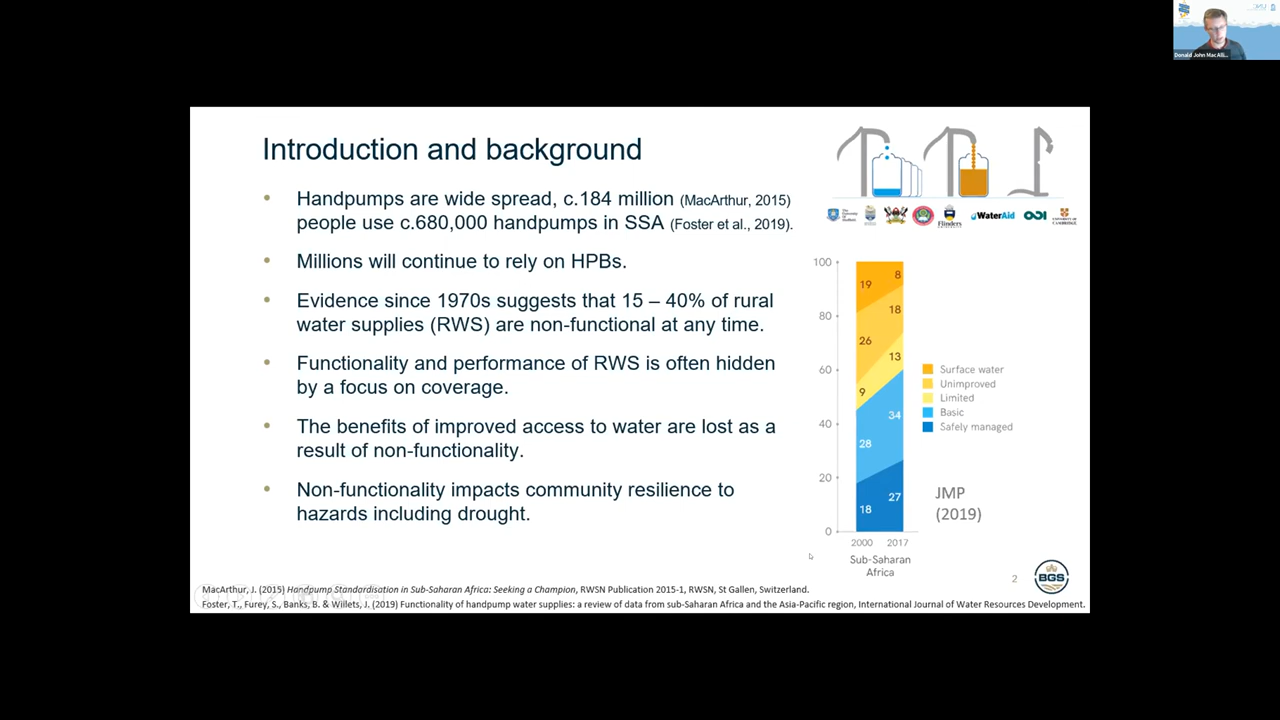 Donald John MacAlli...
Introduction and background
• Handpumps are wide spread, c.184 million (MacArthur, 2015)
people use c.680,000 handpumps in SSA (Foster et al., 2019).
• Millions will continue to rely on HPBs.
• Evidence since 1970s suggests that 15 – 40% of rural
water supplies (RWS) are non-functional at any time.
• Functionality and performance of RWS is often hidden
by a focus on coverage.
• The benefits of improved access to water are lost as a
result of non-functionality.
• Non-functionality impacts community resilience to
hazards including drought.
Flinders
WaterAid
ODI
UNIVERSITY OF
CAMBRIDGE
100
80
60
40
20
0
19
26
9
28
18
8
18
13
34
27
2000 2017
Sub-Saharan
Africa
Surface water
Unimproved
Limited
Basic
Safely managed
JMP
(2019)
2
BGS
MacArthur, J. (2015) Handpump Standardisation in Sub-Saharan Africa: Seeking a Champion, RWSN Publication 2015-1, RWSN, St Gallen, Switzerland.
Foster, T., Furey, S., Banks, B. & Willets, J. (2019) Functionality of handpump water supplies: a review of data from sub-Saharan Africa and the Asia-Pacific region, International Journal of Water Resources Development.